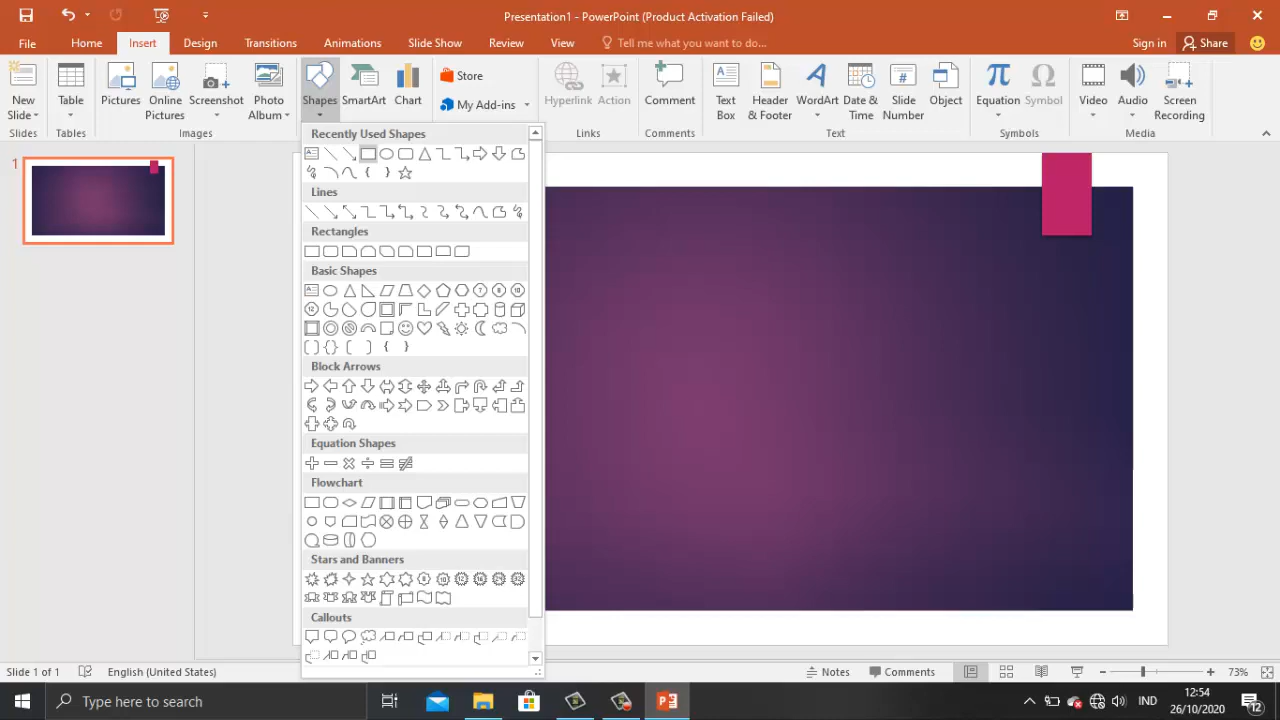 Presentation1 - PowerPoint (Product Activation Failed)
File Home Insert Design Transitions Animations Slide Show Review View Tell me what you want to do... Sign in Share
New Slide
Table
Pictures
Online Pictures
Screenshot
Photo Album
Shapes
SmartArt
Chart
Store
My Add-ins
Hyperlink
Action
Comment
Text Box
Header & Footer
WordArt
Date & Time
Slide Number
Object
Equation
Symbol
Video
Audio
Screen Recording
Slides Tables Images Links Comments Text Symbols Media
Recently Used Shapes
Lines
Rectangles
Basic Shapes
Block Arrows
Equation Shapes
Flowchart
Stars and Banners
Callouts
1
Slide 1 of 1 English (United States) Notes Comments 73%
Type here to search
IND
12:54
26/10/2020
12